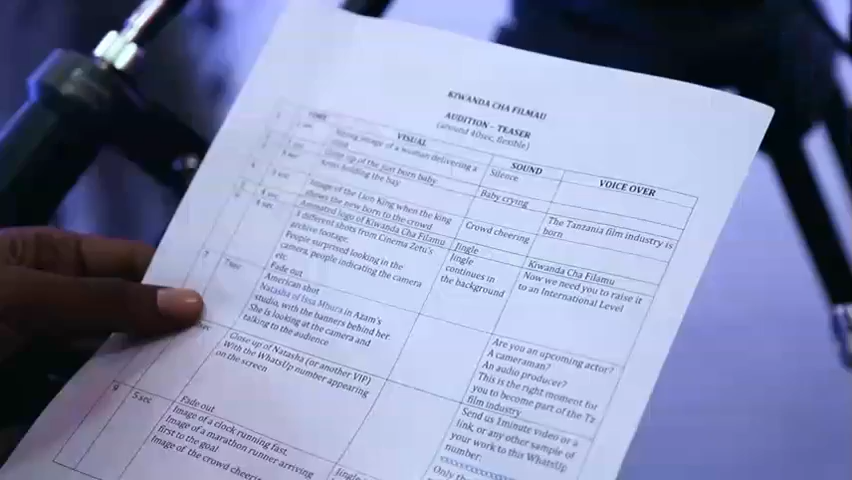 KIWANDA CHA FILMAU
AUDITION – TEASER
(around 40sec, flexible)
VISUAL
SOUND
VOICE OVER
image of a woman delivering a
Silence
Close up of the just born baby
Baby crying
Image of the Lion King when the king
shows the new born to the crowd
Crowd cheering
The Tanzania film industry is
born
Animated logo of Kiwanda Cha Filamu
Jingle
Kiwanda Cha Filamu
4 different shots from Cinema Zetu's
archive footage.
People surprised looking in the
camera, people indicating the camera
etc.
Jingle
continues in
the background
Now we need you to raise it
to an International Level
Fade out
7
7sec
American shot
Natasha of Issa Mbura in Azam's
studio, with the banners behind her.
She is looking at the camera and
talking to the audience
Are you an upcoming actor?
A cameraman?
An audio producer?
This is the right moment for
you to become part of the Tz
film industry
Close up of Natasha (or another VIP)
With the WhatsUp number appearing
on the screen
Send us 1minute video or a
link, or any other sample of
your work to this WhatsUp
number:
Fade out
9
5 sec
Image of a clock running fast.
Image of a marathon runner arriving
first to the goal
Image of the crowd cheering
Jingle
Only the